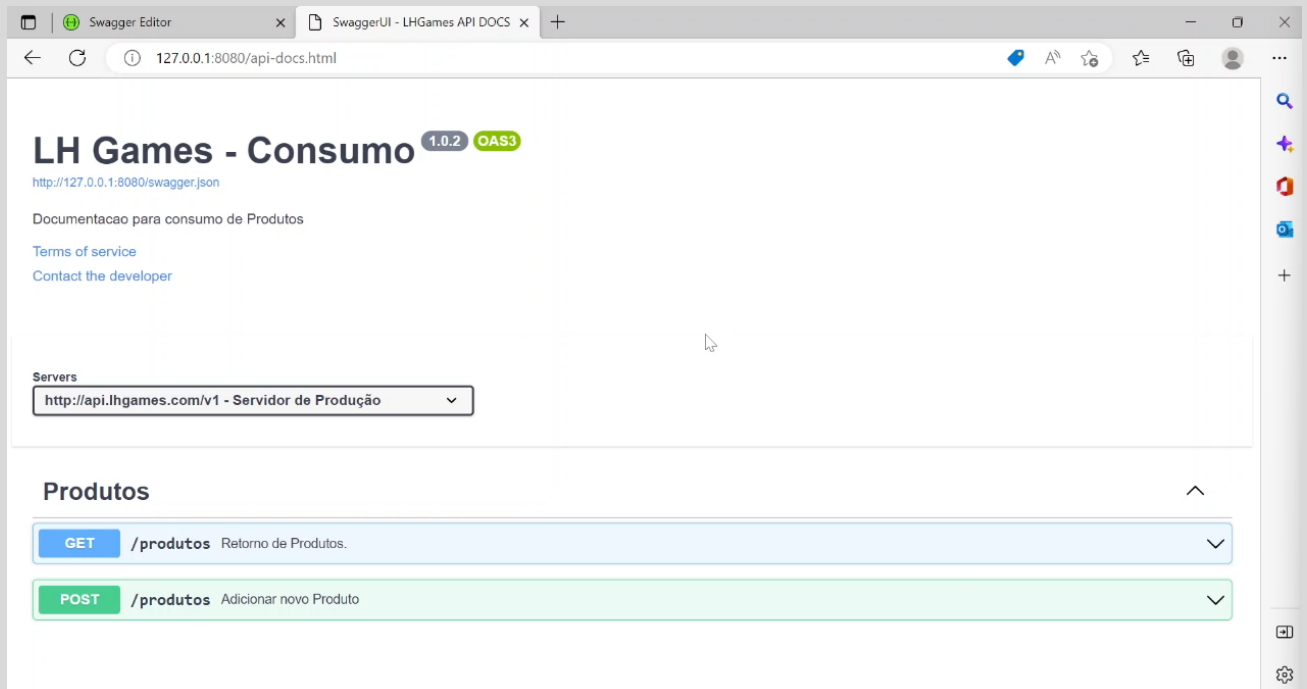 Swagger Editor
SwaggerUI - LHGames API DOCS
127.0.0.1:8080/api-docs.html
LH Games - Consumo 1.0.2 OAS3
http://127.0.0.1:8080/swagger.json
Documentacao para consumo de Produtos
Terms of service
Contact the developer
Servers
http://api.lhgames.com/v1 - Servidor de Produção
Produtos
GET /produtos Retorno de Produtos.
POST /produtos Adicionar novo Produto